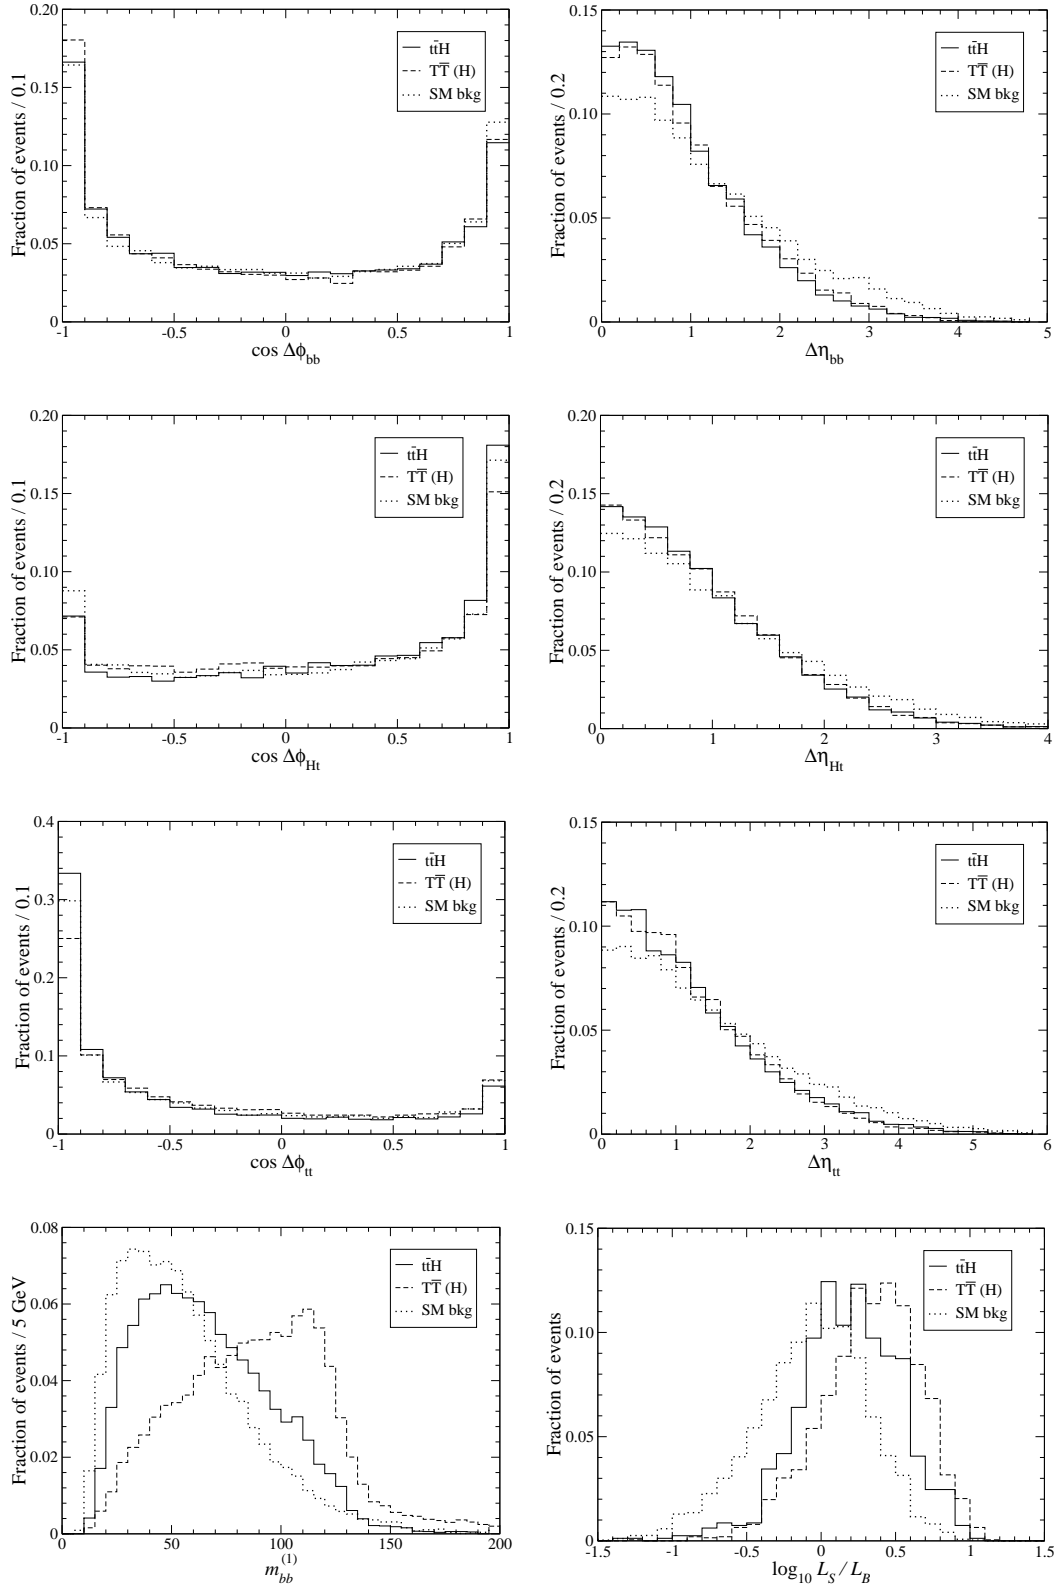 0.20
0.15
0.10
0.05
0
Fraction of events / 0.1
-1
-0.5
0
0.5
1
cos Δϕbb
tt̄H
TT̄ (H)
SM bkg
0.15
0.10
0.05
0
Fraction of events / 0.2
0
1
2
3
4
5
Δηbb
tt̄H
TT̄ (H)
SM bkg
0.20
0.15
0.10
0.05
0
Fraction of events / 0.1
-1
-0.5
0
0.5
1
cos ΔϕHt
tt̄H
TT̄ (H)
SM bkg
0.20
0.15
0.10
0.05
0
Fraction of events / 0.2
0
1
2
3
4
ΔηHt
tt̄H
TT̄ (H)
SM bkg
0.4
0.3
0.2
0.1
0
Fraction of events / 0.1
-1
-0.5
0
0.5
1
cos Δϕtt
tt̄H
TT̄ (H)
SM bkg
0.15
0.10
0.05
0
Fraction of events / 0.2
0
1
2
3
4
5
6
Δηtt
tt̄H
TT̄ (H)
SM bkg
0.08
0.06
0.04
0.02
0
Fraction of events / 5 GeV
0
50
100
150
200
mbb(1)
tt̄H
TT̄ (H)
SM bkg
0.15
0.10
0.05
0
Fraction of events
-1.5
-1
-0.5
0
0.5
1
1.5
log10 LS / LB
tt̄H
TT̄ (H)
SM bkg